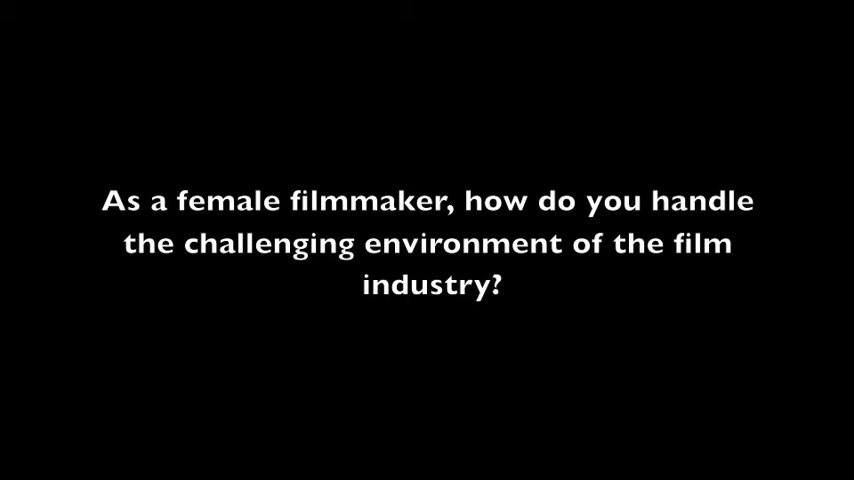 As a female filmmaker, how do you handle
the challenging environment of the film
industry?